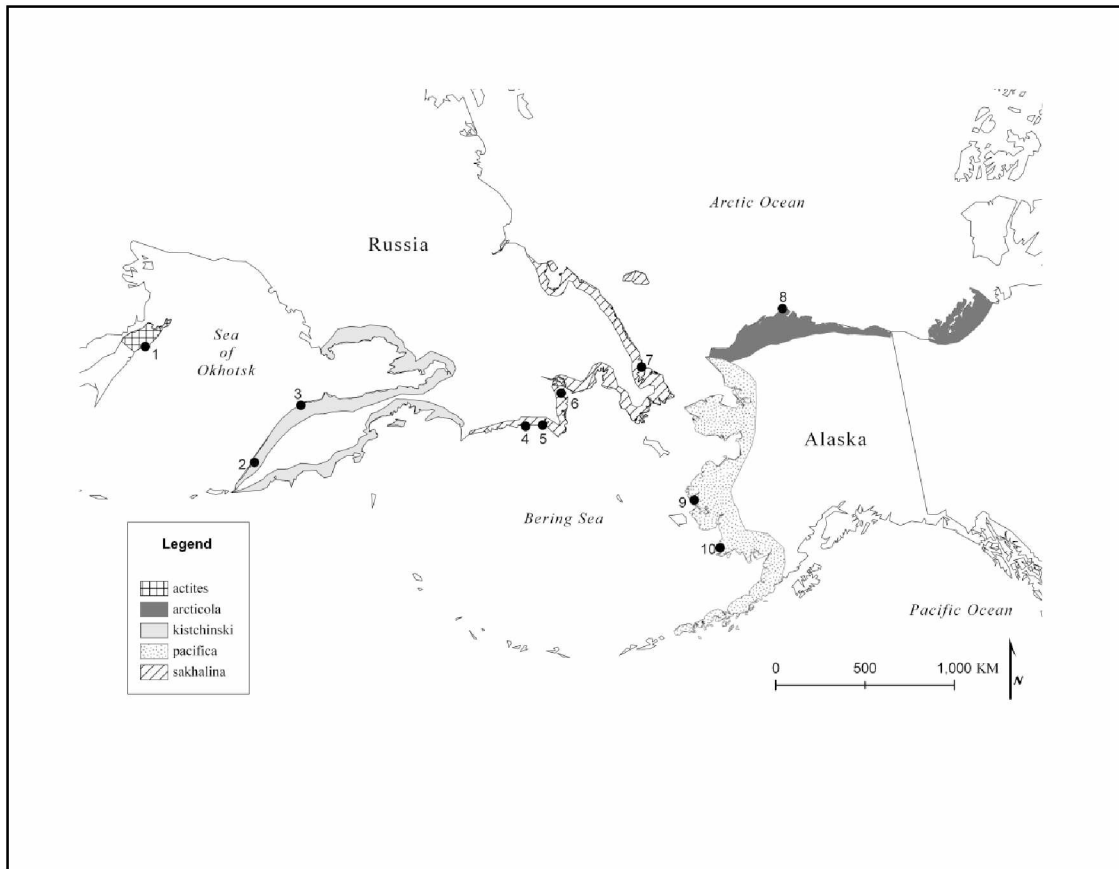 Arctic Ocean
Russia
8
1
Sea
of
Okhotsk
7
3
6
4
5
Alaska
2
9
Bering Sea
10
Legend
actites
arcticola
kistchinski
pacifica
sakhalina
Pacific Ocean
0 500 1,000 KM
N